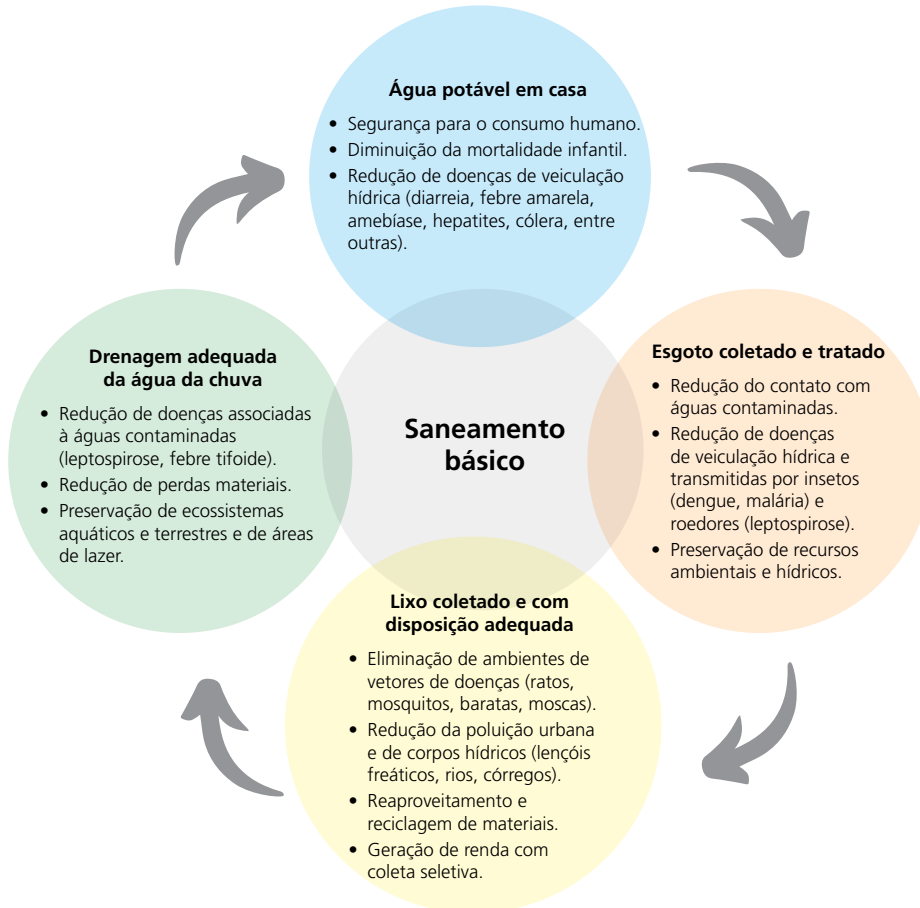 Água potável em casa
• Segurança para o consumo humano.
• Diminuição da mortalidade infantil.
• Redução de doenças de veiculação
hídrica (diarreia, febre amarela,
amebíase, hepatites, cólera, entre
outras).
Esgoto coletado e tratado
• Redução do contato com
águas contaminadas.
• Redução de doenças
de veiculação hídrica e
transmitidas por insetos
(dengue, malária) e
roedores (leptospirose).
• Preservação de recursos
ambientais e hídricos.
Lixo coletado e com
disposição adequada
• Eliminação de ambientes de
vetores de doenças (ratos,
mosquitos, baratas, moscas).
• Redução da poluição urbana
e de corpos hídricos (lençóis
freáticos, rios, córregos).
• Reaproveitamento e
reciclagem de materiais.
• Geração de renda com
coleta seletiva.
Drenagem adequada
da água da chuva
• Redução de doenças associadas
à águas contaminadas
(leptospirose, febre tifoide).
• Redução de perdas materiais.
• Preservação de ecossistemas
aquáticos e terrestres e de áreas
de lazer.
Saneamento
básico